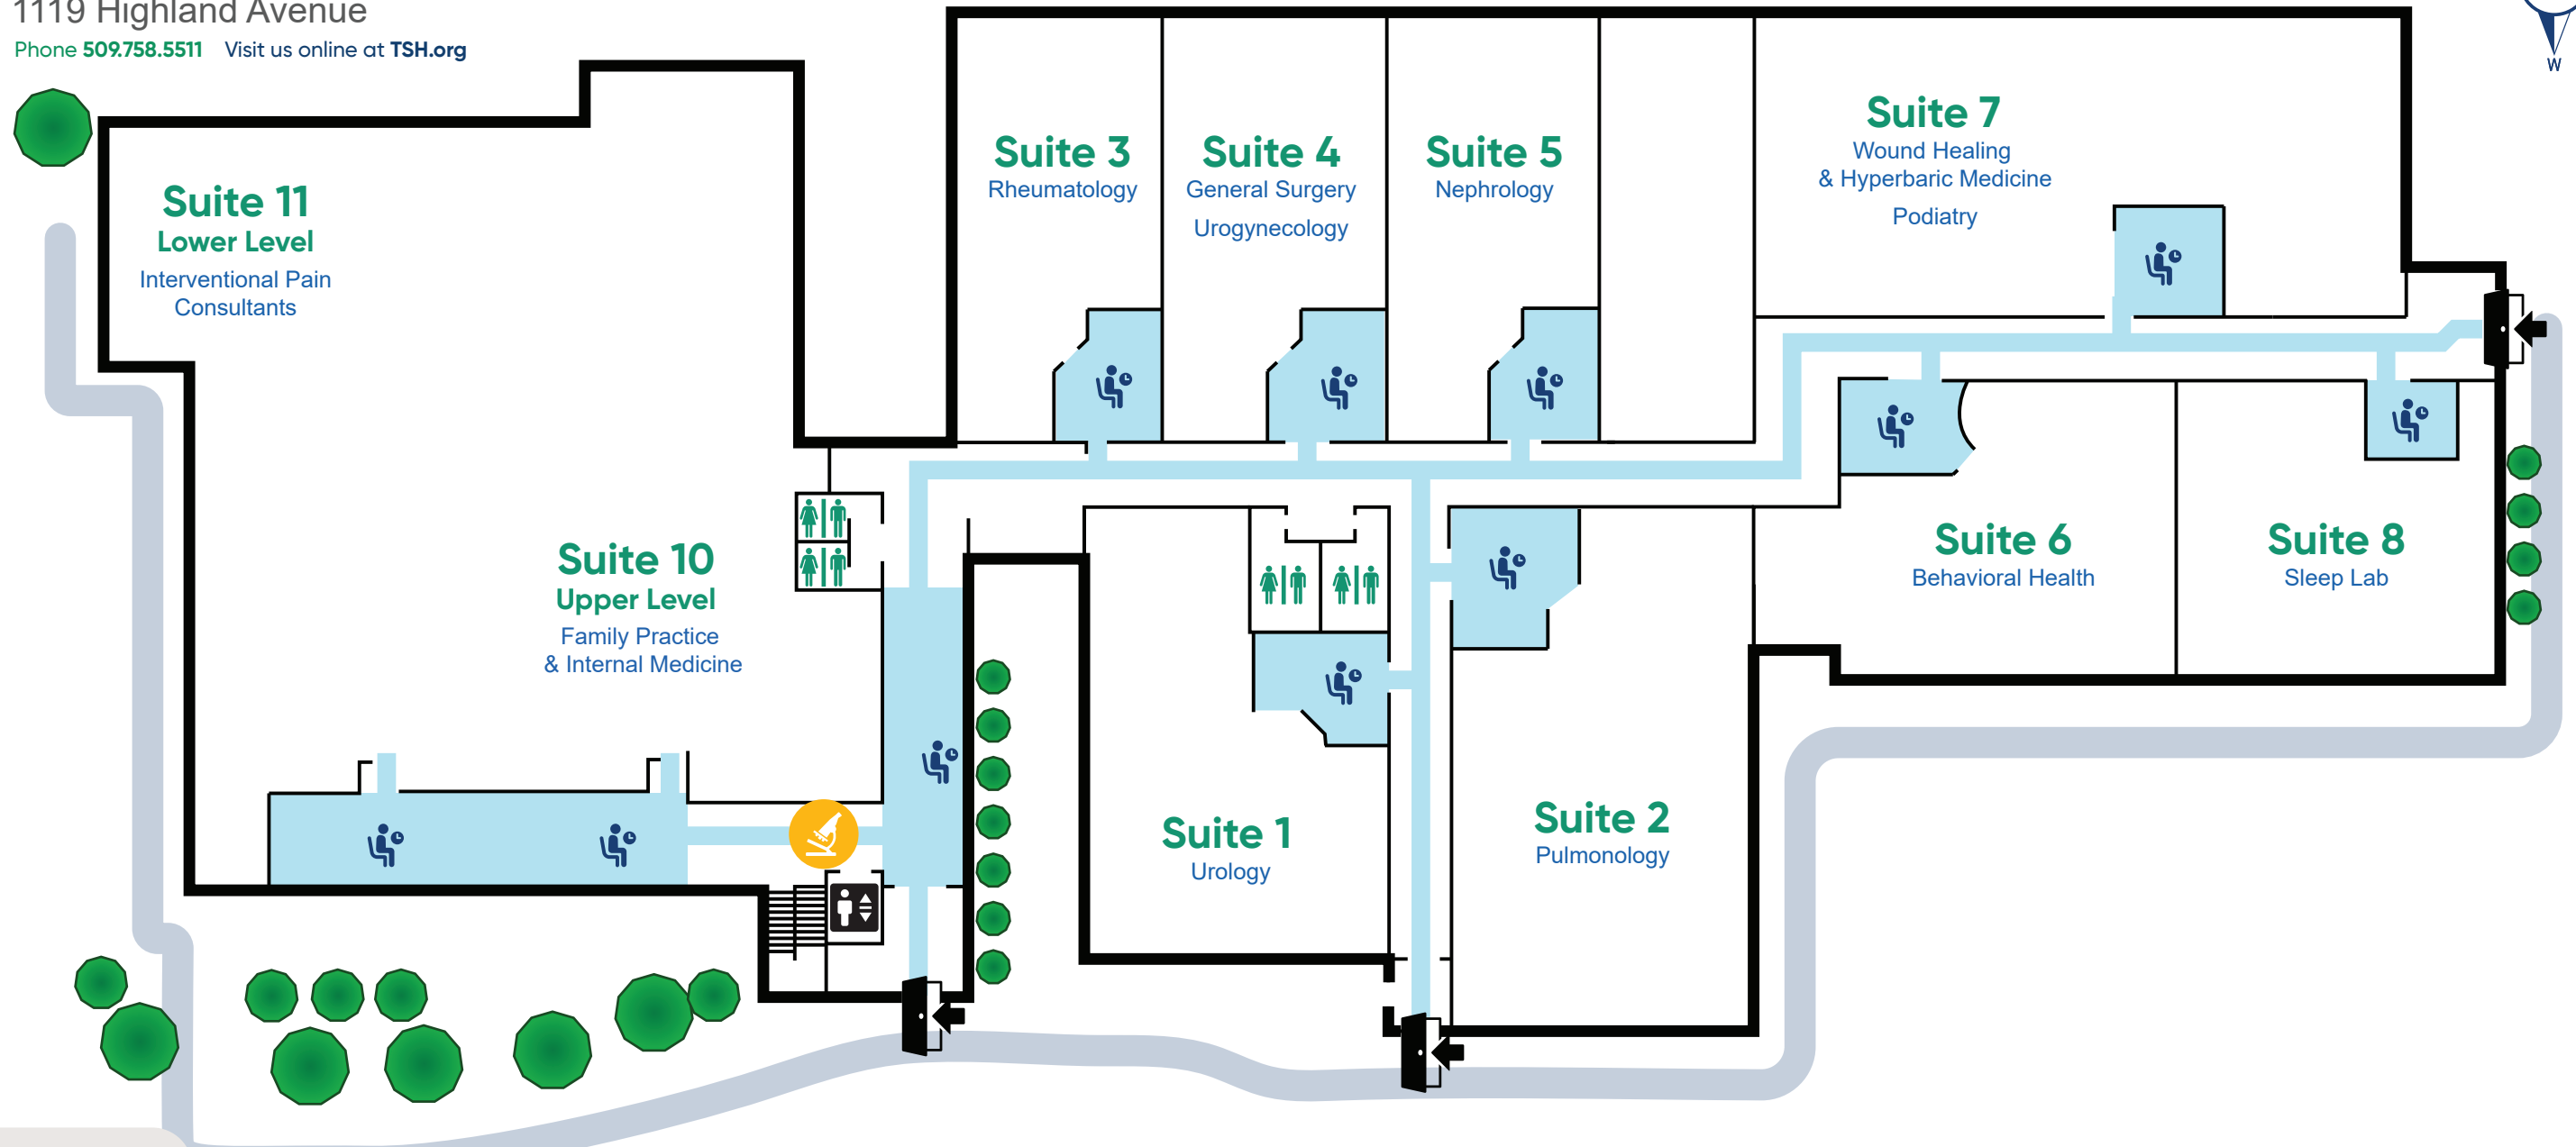 1119 Highland Avenue
Phone 509.758.5511 Visit us online at TSH.org
W
Suite 3
Rheumatology
Suite 4
General Surgery
Urogynecology
Suite 5
Nephrology
Suite 7
Wound Healing
& Hyperbaric Medicine
Podiatry
Suite 11
Lower Level
Interventional Pain
Consultants
Suite 10
Upper Level
Family Practice
& Internal Medicine
Suite 6
Behavioral Health
Suite 8
Sleep Lab
Suite 1
Urology
Suite 2
Pulmonology